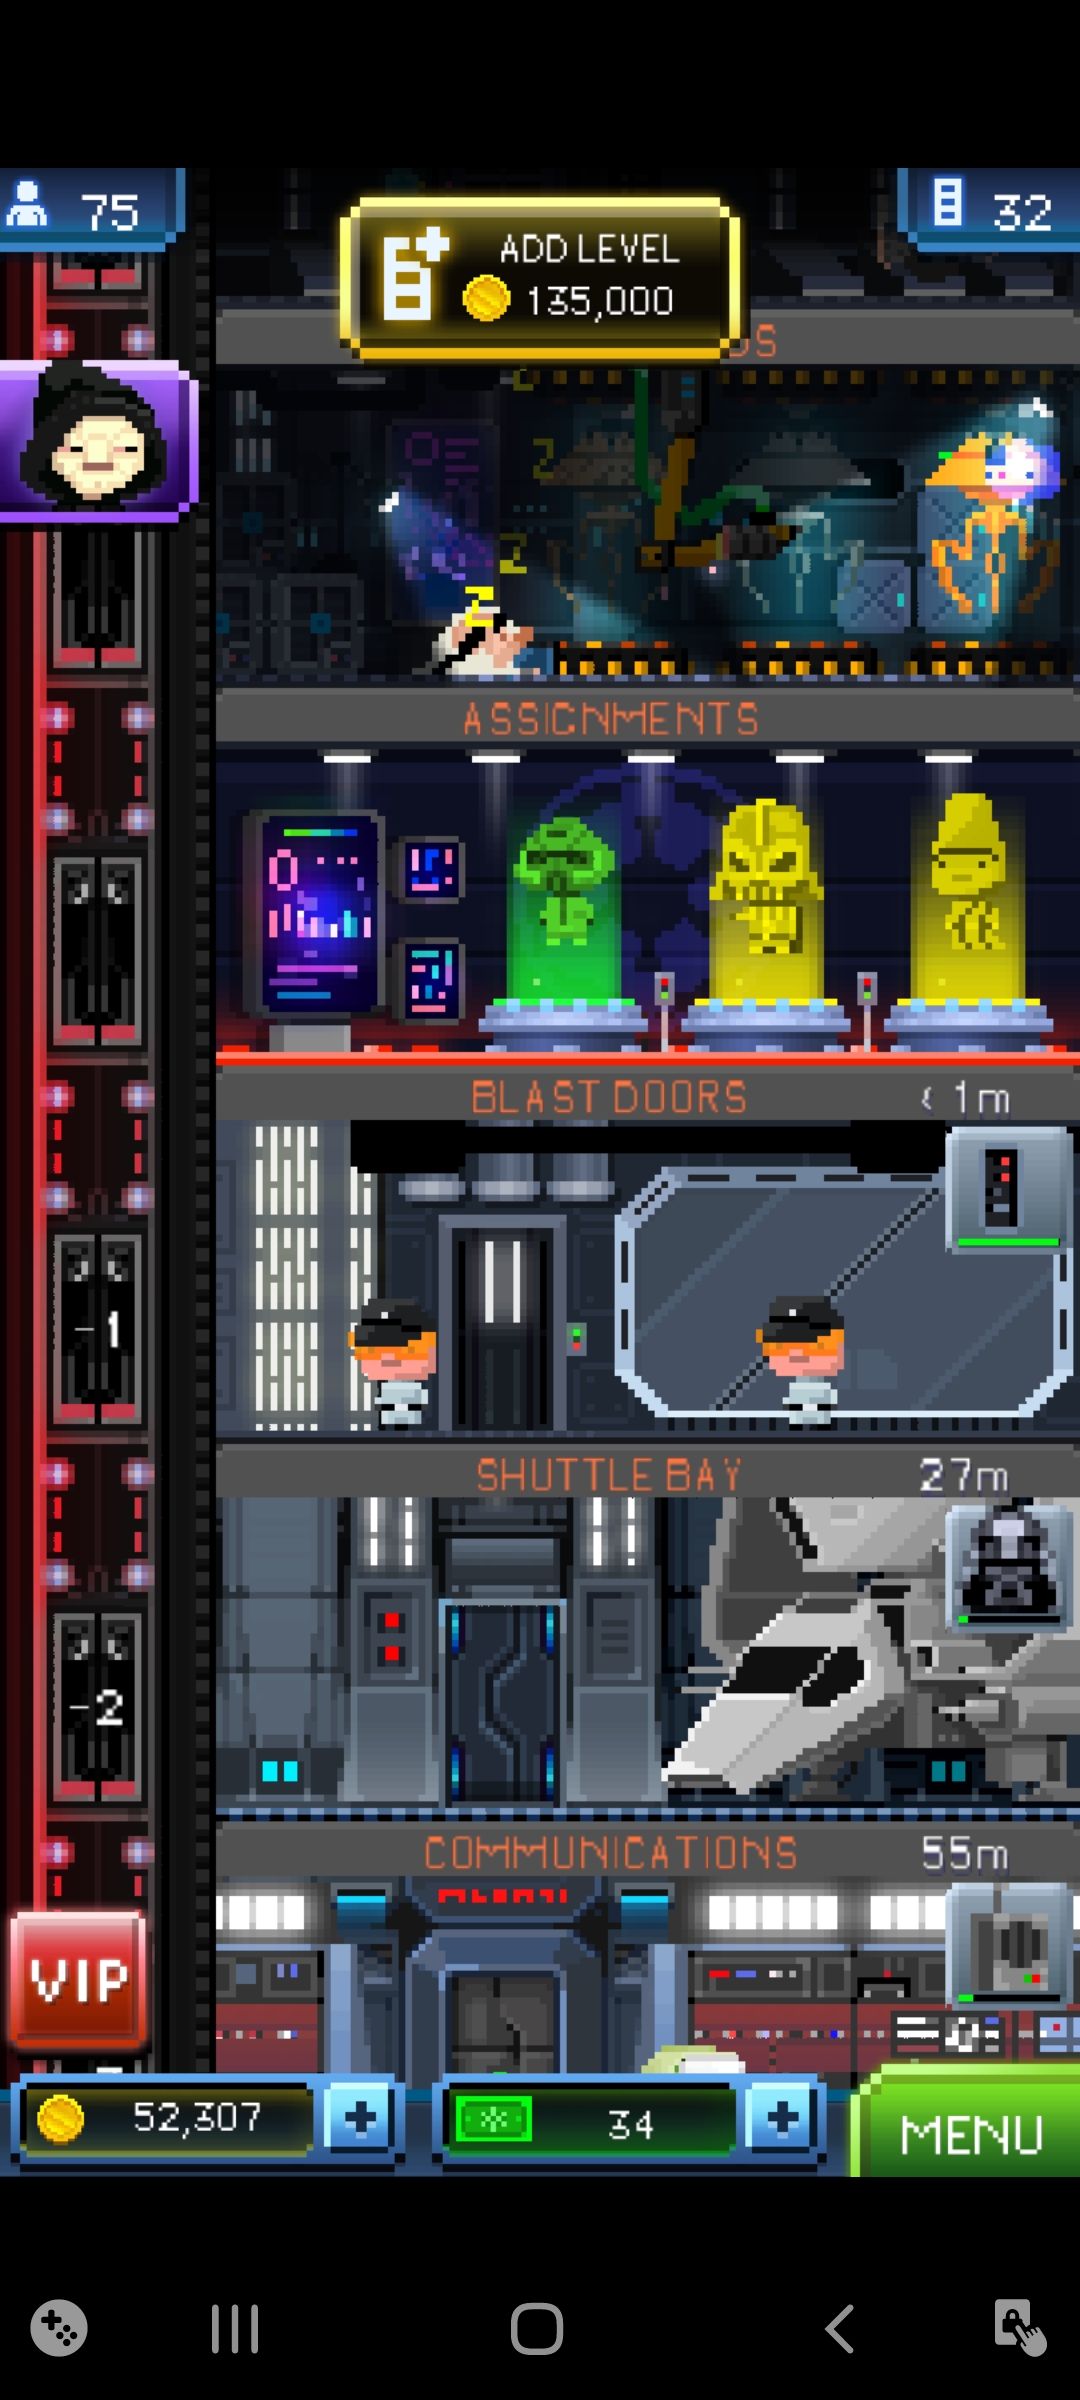 75
ADD LEVEL
135,000
32
DS
ASSIGNMENTS
BLAST DOORS
< 1m
-1
SHUTTLE BAY
27m
-2
COMMUNICATIONS
55m
VIP
52,307
34
MENU